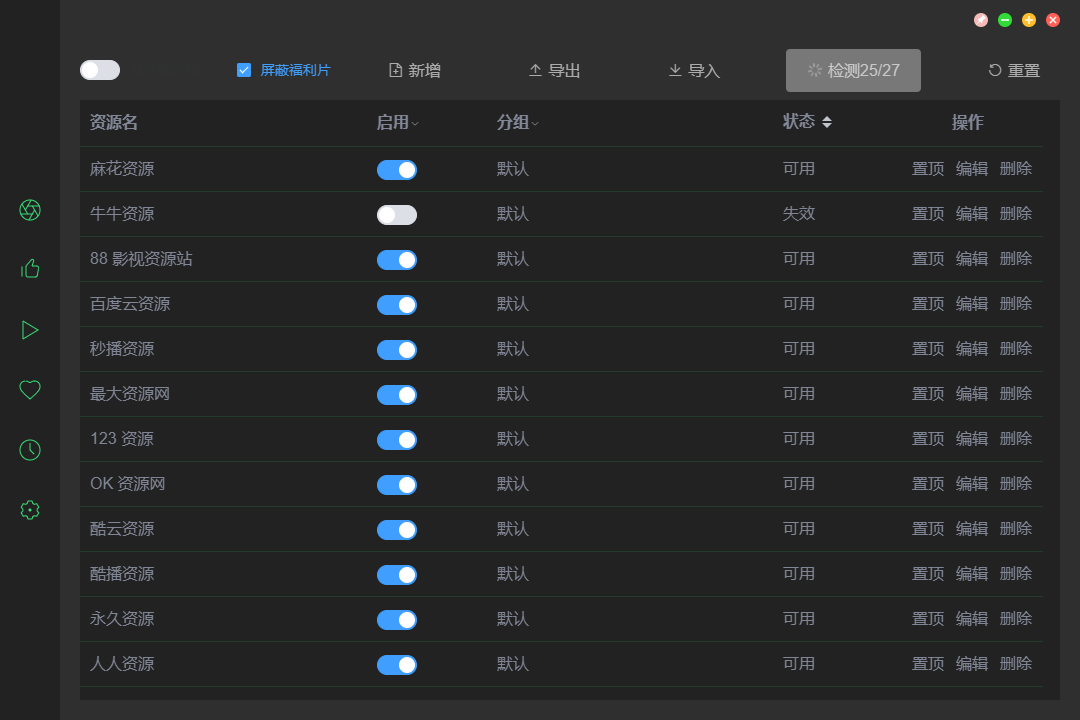 屏蔽福利片 新增 导出 导入 检测25/27 重置
资源名 启用 分组 状态 操作
麻花资源 默认 可用 置顶 编辑 删除
牛牛资源 默认 失效 置顶 编辑 删除
88 影视资源站 默认 可用 置顶 编辑 删除
百度云资源 默认 可用 置顶 编辑 删除
秒播资源 默认 可用 置顶 编辑 删除
最大资源网 默认 可用 置顶 编辑 删除
123 资源 默认 可用 置顶 编辑 删除
OK 资源网 默认 可用 置顶 编辑 删除
酷云资源 默认 可用 置顶 编辑 删除
酷播资源 默认 可用 置顶 编辑 删除
永久资源 默认 可用 置顶 编辑 删除
人人资源 默认 可用 置顶 编辑 删除